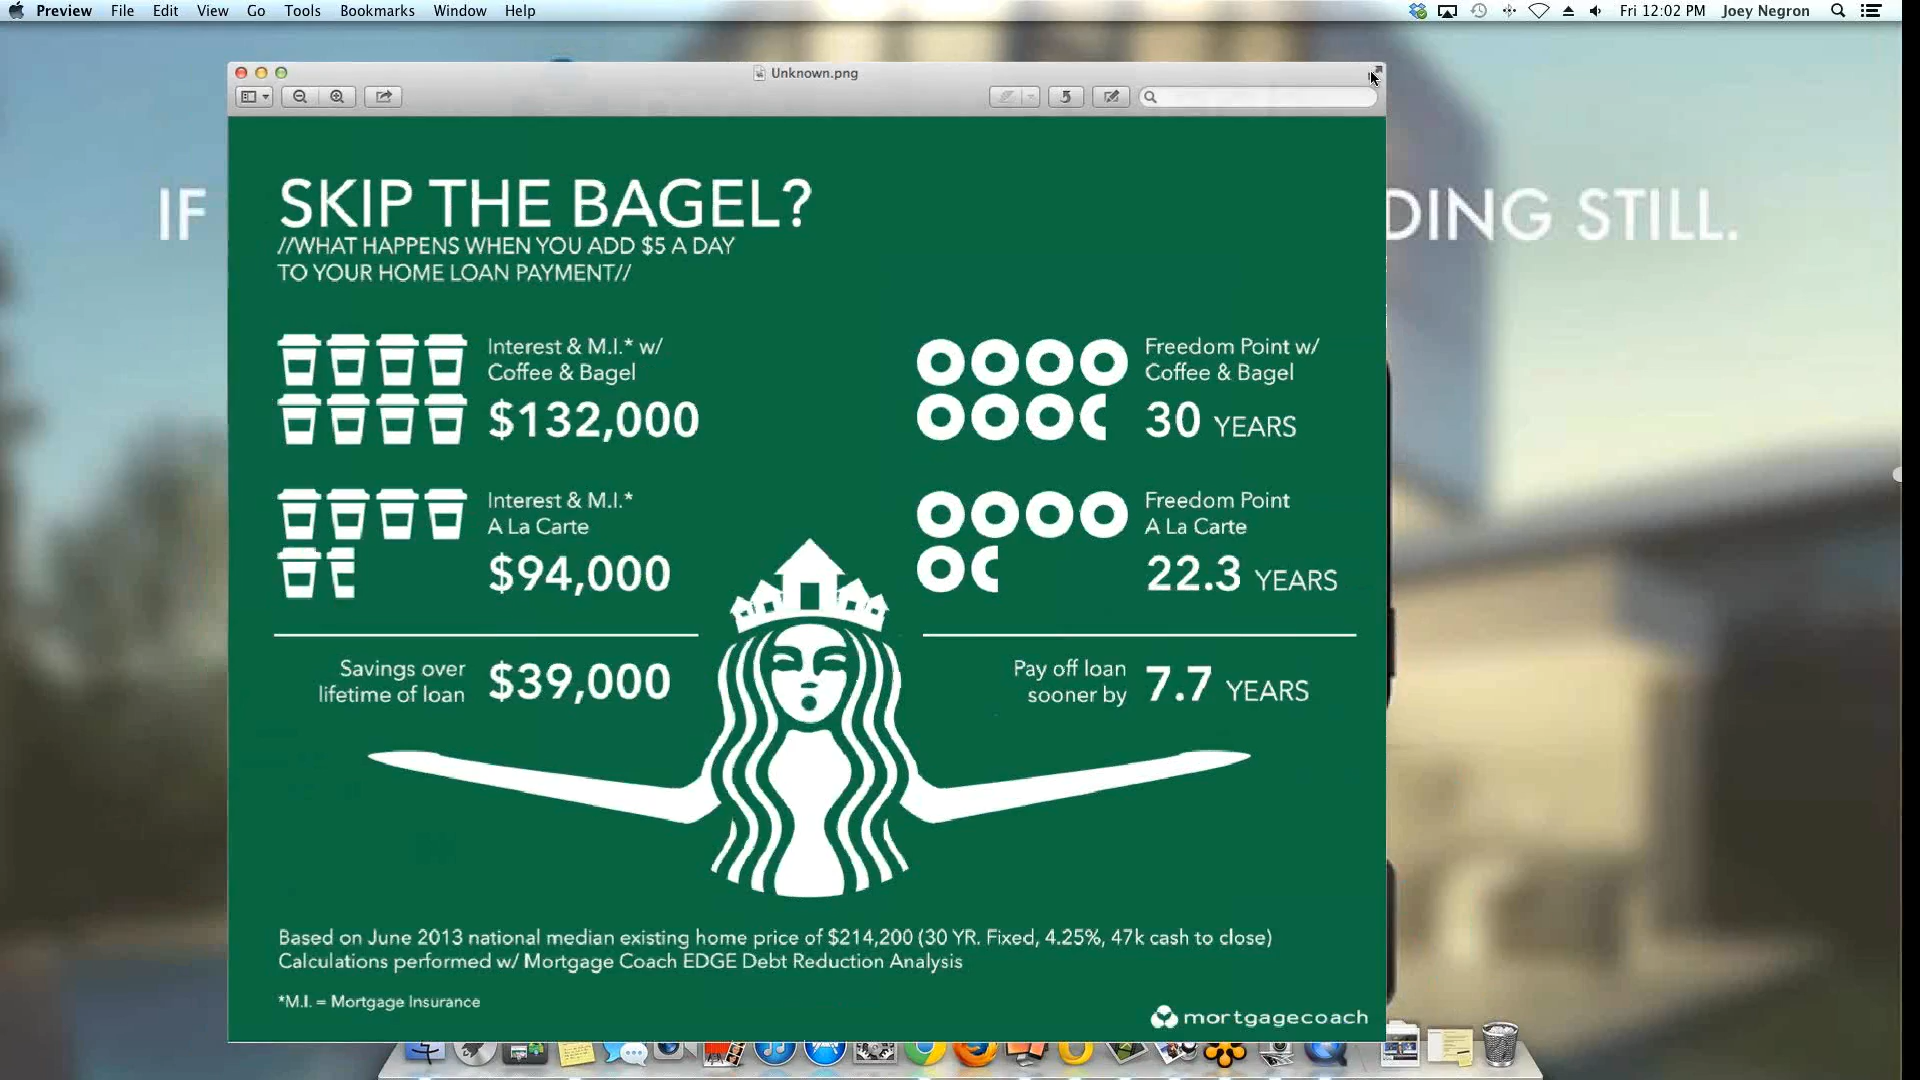 Preview File Edit View Go Tools Bookmarks Window Help Fri 12:02 PM Joey Negron
Unknown.png
IF DING STILL.
SKIP THE BAGEL?
//WHAT HAPPENS WHEN YOU ADD $5 A DAY
TO YOUR HOME LOAN PAYMENT//
Interest & M.I.* w/
Coffee & Bagel
$132,000
Freedom Point w/
Coffee & Bagel
30 YEARS
Interest & M.I.*
A La Carte
$94,000
Freedom Point
A La Carte
22.3 YEARS
Savings over
lifetime of loan
$39,000
Pay off loan
sooner by
7.7 YEARS
Based on June 2013 national median existing home price of $214,200 (30 YR. Fixed, 4.25%, 47k cash to close)
Calculations performed w/ Mortgage Coach EDGE Debt Reduction Analysis
*M.I. = Mortgage Insurance
mortgagecoach